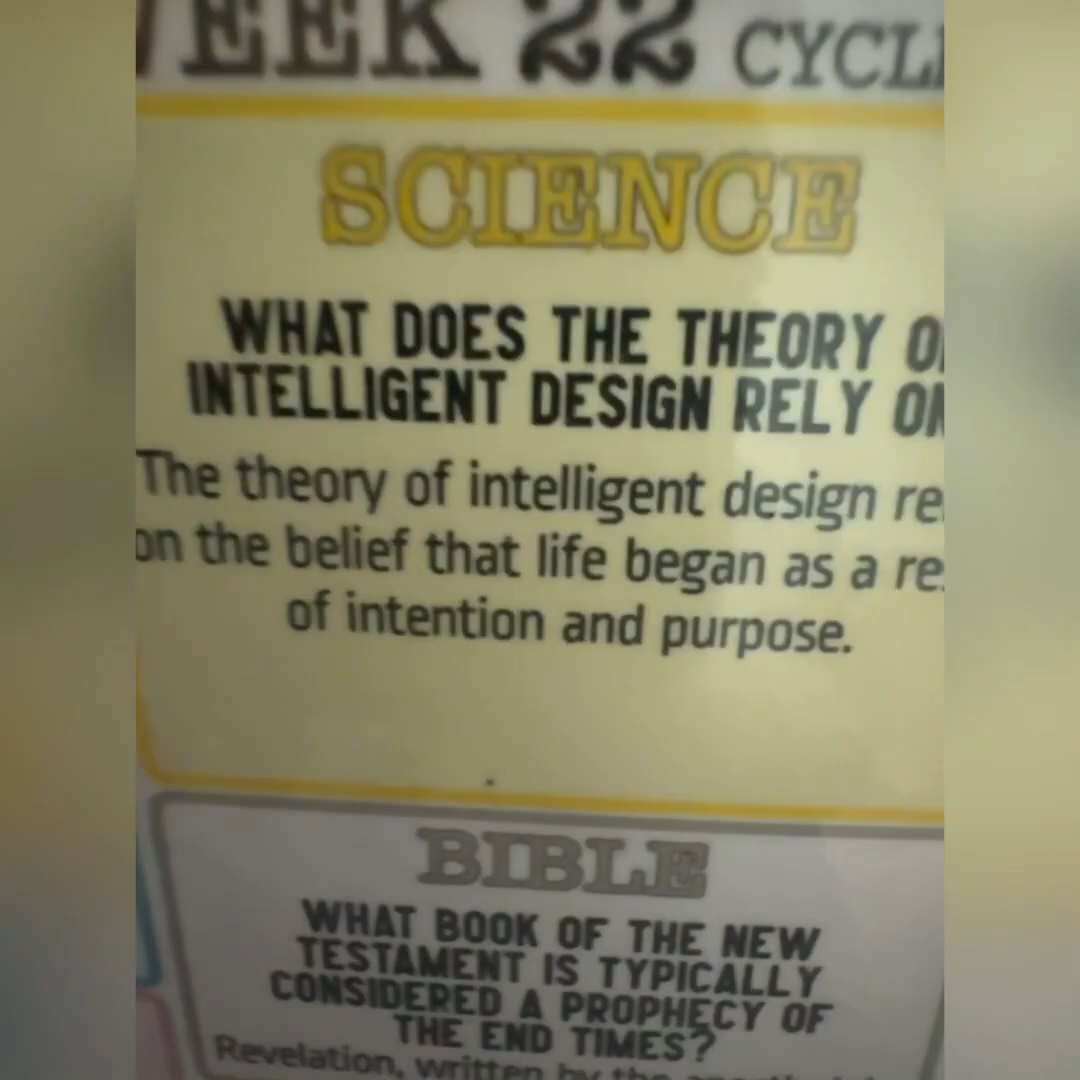 WEEK 22 CYCL
SCIENCE
WHAT DOES THE THEORY O
INTELLIGENT DESIGN RELY ON
The theory of intelligent design re
on the belief that life began as a re
of intention and purpose.
BIBLE
WHAT BOOK OF THE NEW
TESTAMENT IS TYPICALLY
CONSIDERED A PROPHECY OF
THE END TIMES?
Revelation, written by the